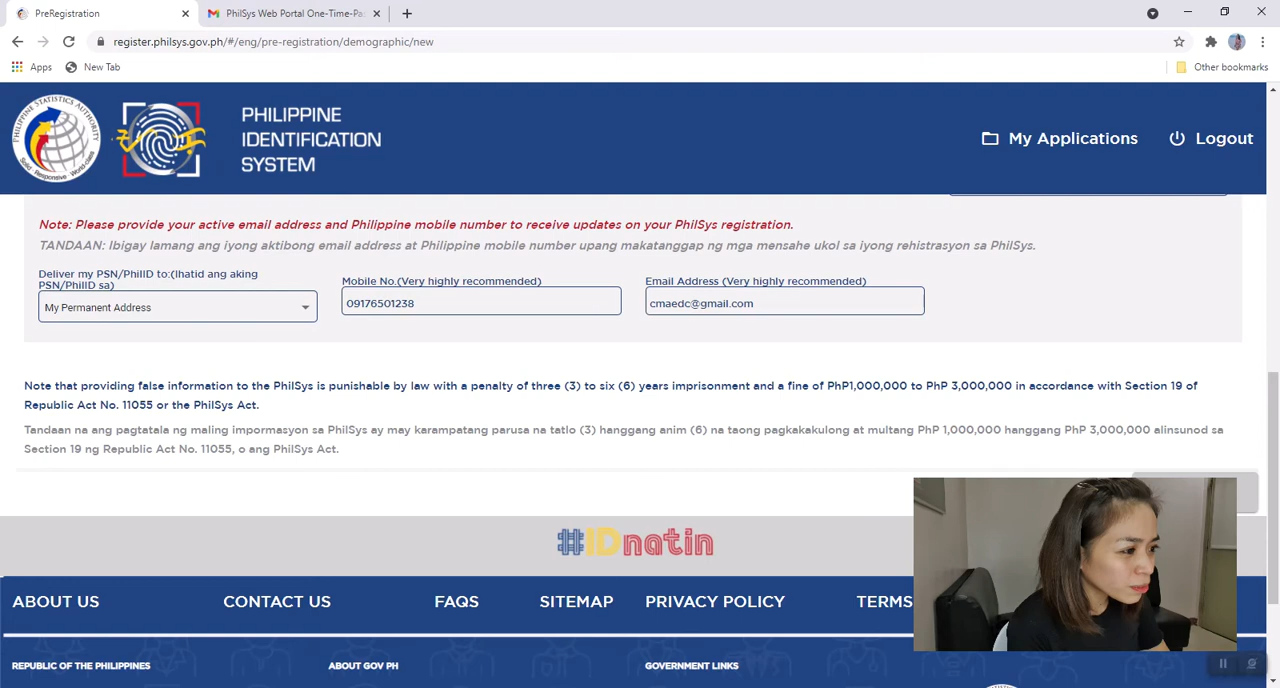 PreRegistration
PhilSys Web Portal One-Time-Pa
register.philsys.gov.ph/#/eng/pre-registration/demographic/new
Apps
New Tab
Other bookmarks
PHILIPPINE STATISTICS AUTHORITY
Solid · Responsive · World-class
PHILIPPINE
IDENTIFICATION
SYSTEM
My Applications
Logout
Note: Please provide your active email address and Philippine mobile number to receive updates on your PhilSys registration.
TANDAAN: Ibigay lamang ang iyong aktibong email address at Philippine mobile number upang makatanggap ng mga mensahe ukol sa iyong rehistrasyon sa PhilSys.
Deliver my PSN/PhilID to:(Ihatid ang aking
PSN/PhilID sa)
Mobile No.(Very highly recommended)
Email Address (Very highly recommended)
My Permanent Address
09176501238
cmaedc@gmail.com
Note that providing false information to the PhilSys is punishable by law with a penalty of three (3) to six (6) years imprisonment and a fine of PhP1,000,000 to PhP 3,000,000 in accordance with Section 19 of
Republic Act No. 11055 or the PhilSys Act.
Tandaan na ang pagtatala ng maling impormasyon sa PhilSys ay may karampatang parusa na tatlo (3) hanggang anim (6) na taong pagkakakulong at multang PhP 1,000,000 hanggang PhP 3,000,000 alinsunod sa
Section 19 ng Republic Act No. 11055, o ang PhilSys Act.
#IDnatin
ABOUT US
CONTACT US
FAQS
SITEMAP
PRIVACY POLICY
TERMS
REPUBLIC OF THE PHILIPPINES
ABOUT GOV PH
GOVERNMENT LINKS